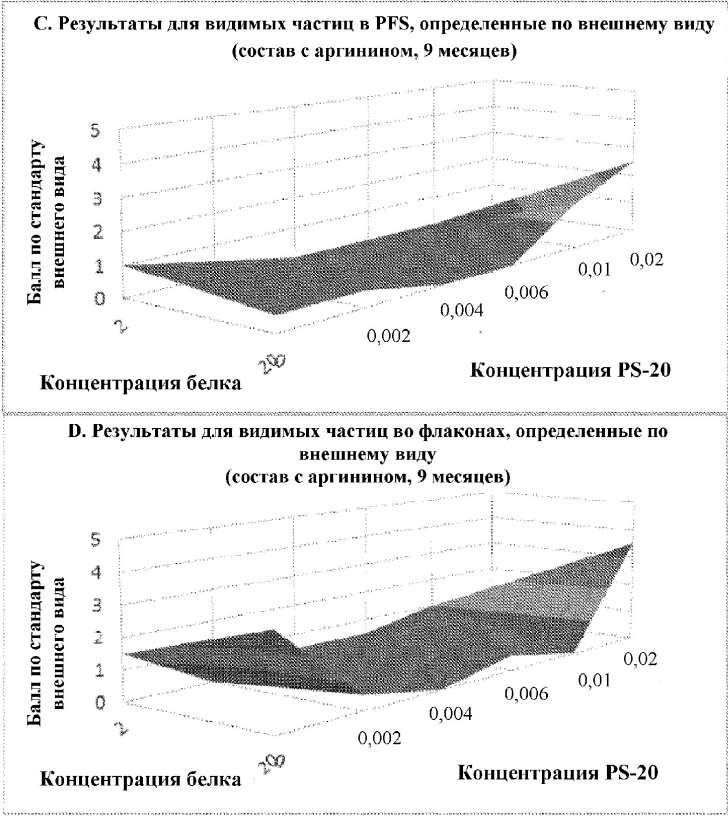 C. Результаты для видимых частиц в PFS, определенные по внешнему виду
(состав с аргинином, 9 месяцев)
Балл по стандарту
внешнего вида
5
4
3
2
1
0
2
200
0,002
0,004
0,006
0,01
0,02
Концентрация белка
Концентрация PS-20
D. Результаты для видимых частиц во флаконах, определенные по
внешнему виду
(состав с аргинином, 9 месяцев)
Балл по стандарту
внешнего вида
5
4
3
2
1
0
2
200
0,002
0,004
0,006
0,01
0,02
Концентрация белка
Концентрация PS-20